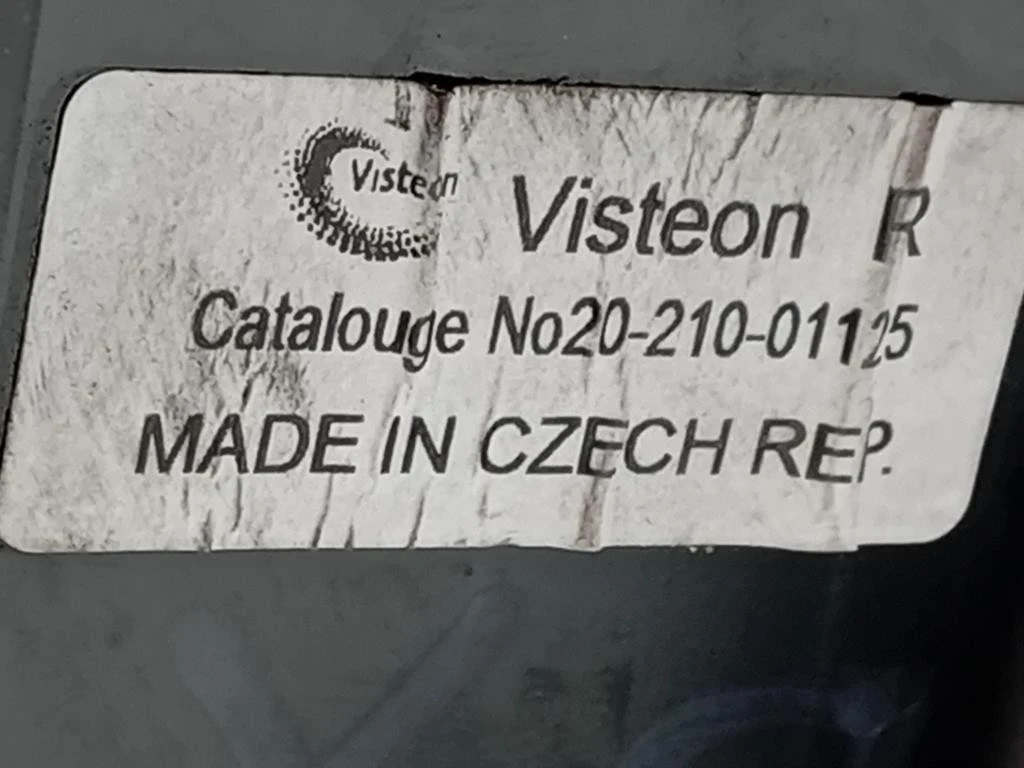 Visteon
Visteon R
Catalouge No20-210-01125
MADE IN CZECH REP.